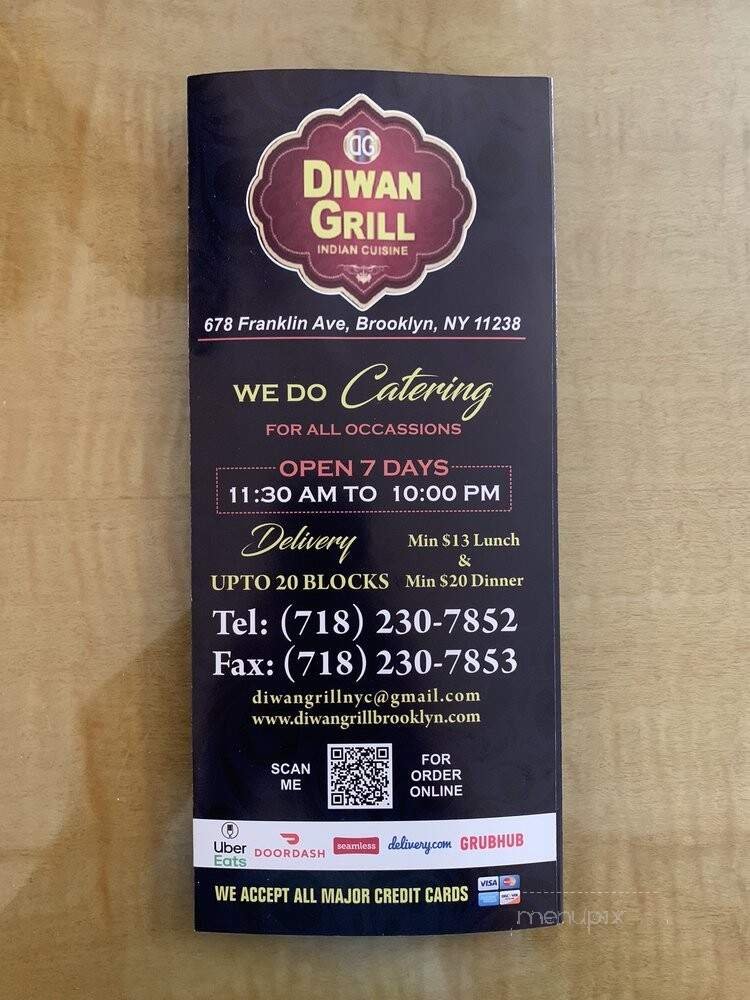 DG
DIWAN
GRILL
INDIAN CUISINE
678 Franklin Ave, Brooklyn, NY 11238
WE DO Catering
FOR ALL OCCASSIONS
OPEN 7 DAYS
11:30 AM TO 10:00 PM
Delivery Min $13 Lunch
&
UPTO 20 BLOCKS Min $20 Dinner
Tel: (718) 230-7852
Fax: (718) 230-7853
diwangrillnyc@gmail.com
www.diwangrillbrooklyn.com
SCAN
ME
FOR
ORDER
ONLINE
Uber
Eats
DOORDASH
seamless
delivery.com
GRUBHUB
WE ACCEPT ALL MAJOR CREDIT CARDS
VISA
menupix